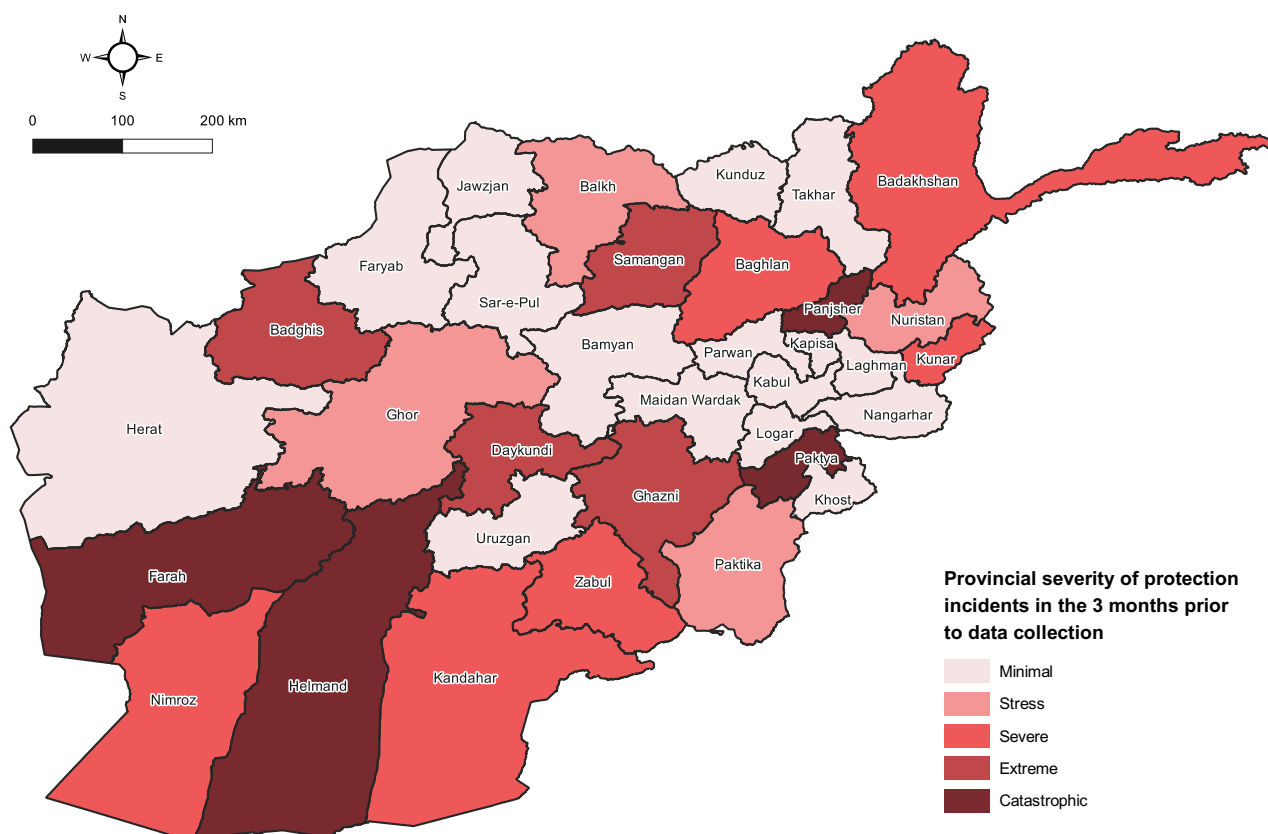 N
W
E
S
0
100
200 km
Jawzjan
Balkh
Kunduz
Takhar
Badakhshan
Faryab
Samangan
Baghlan
Sar-e-Pul
Panjsher
Nuristan
Badghis
Bamyan
Parwan
Kapisa
Laghman
Kunar
Kabul
Maidan Wardak
Nangarhar
Herat
Ghor
Logar
Daykundi
Paktya
Ghazni
Khost
Uruzgan
Paktika
Farah
Zabul
Kandahar
Helmand
Nimroz
Provincial severity of protection
incidents in the 3 months prior
to data collection
Minimal
Stress
Severe
Extreme
Catastrophic